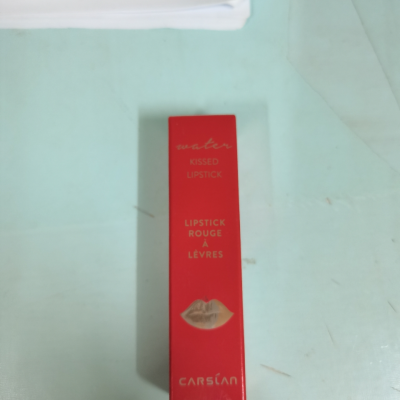 water
KISSED
LIPSTICK
LIPSTICK
ROUGE
À
LÈVRES
CARSLAN